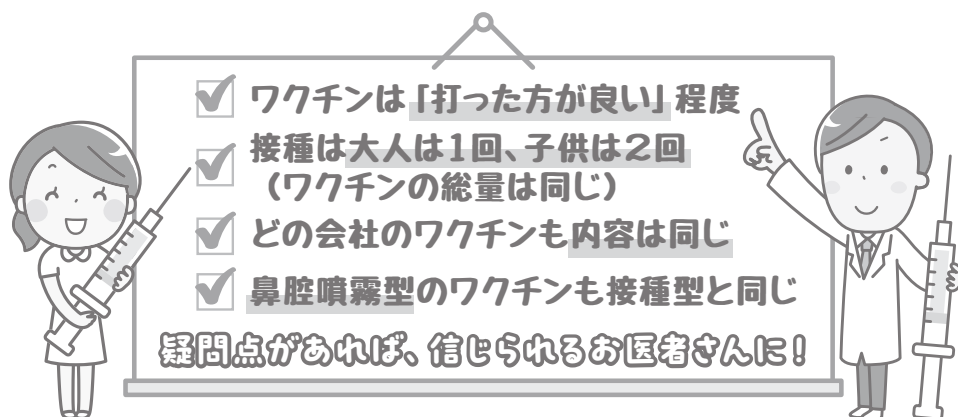 ワクチンは「打った方が良い」程度
接種は大人は1回、子供は2回
（ワクチンの総量は同じ）
どの会社のワクチンも内容は同じ
鼻腔噴霧型のワクチンも接種型と同じ
疑問点があれば、信じられるお医者さんに！